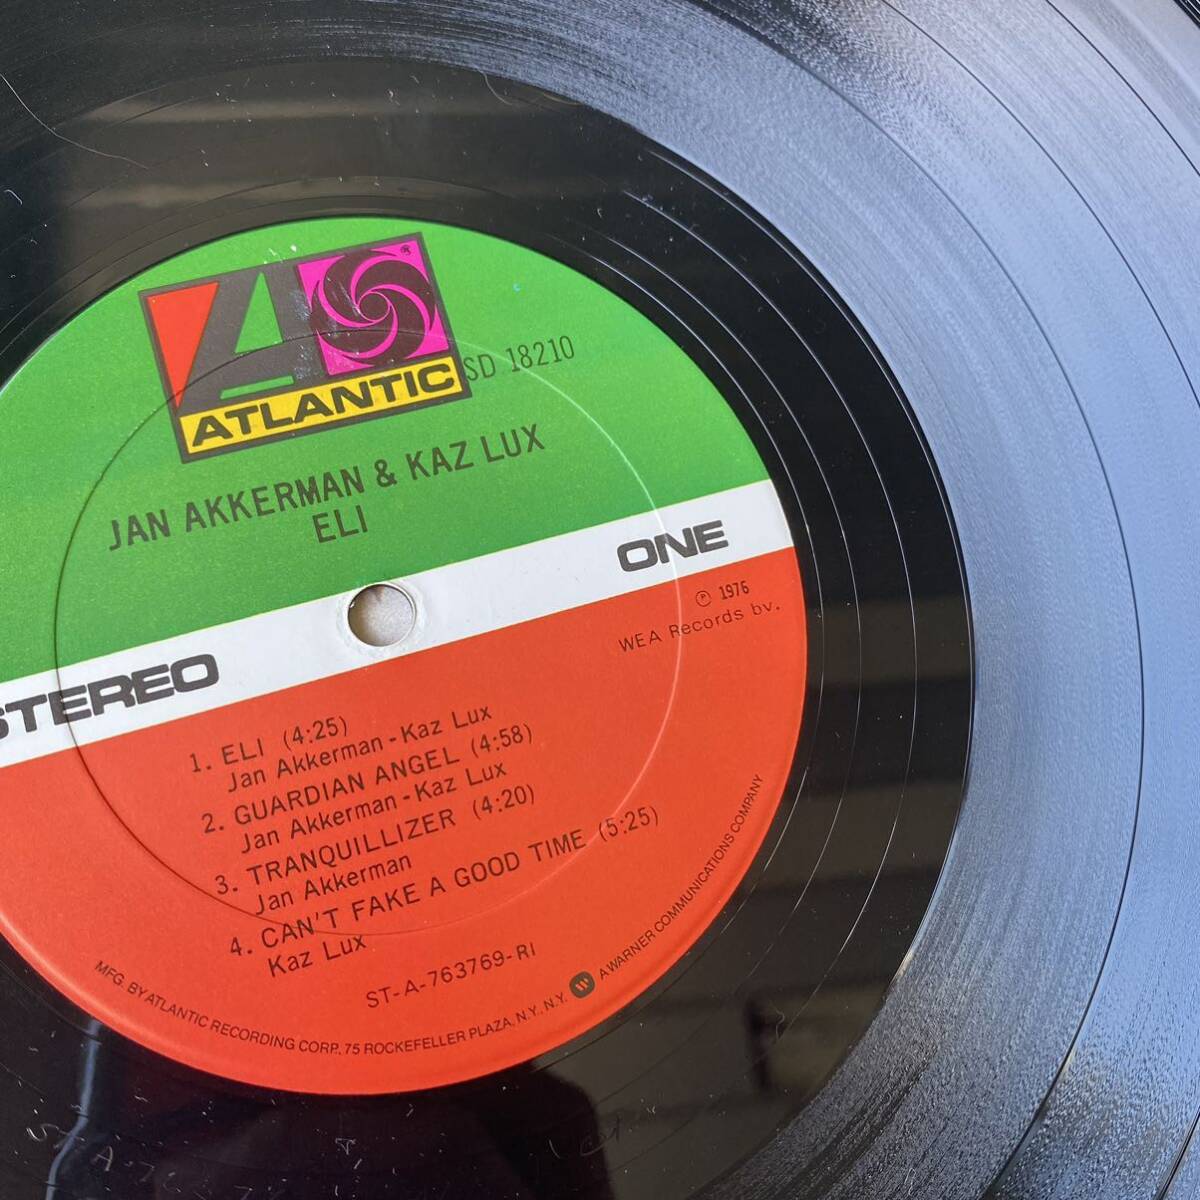 ®
ATLANTIC
SD 18210
JAN AKKERMAN & KAZ LUX
ELI
STEREO
ONE
℗ 1976
WEA Records bv.
1. ELI (4:25)
Jan Akkerman - Kaz Lux
2. GUARDIAN ANGEL (4:58)
Jan Akkerman - Kaz Lux
3. TRANQUILLIZER (4:20)
Jan Akkerman
4. CAN'T FAKE A GOOD TIME (5:25)
Kaz Lux
ST-A-763769-RI
MFG. BY ATLANTIC RECORDING CORP., 75 ROCKEFELLER PLAZA, N.Y., N.Y. A WARNER COMMUNICATIONS COMPANY